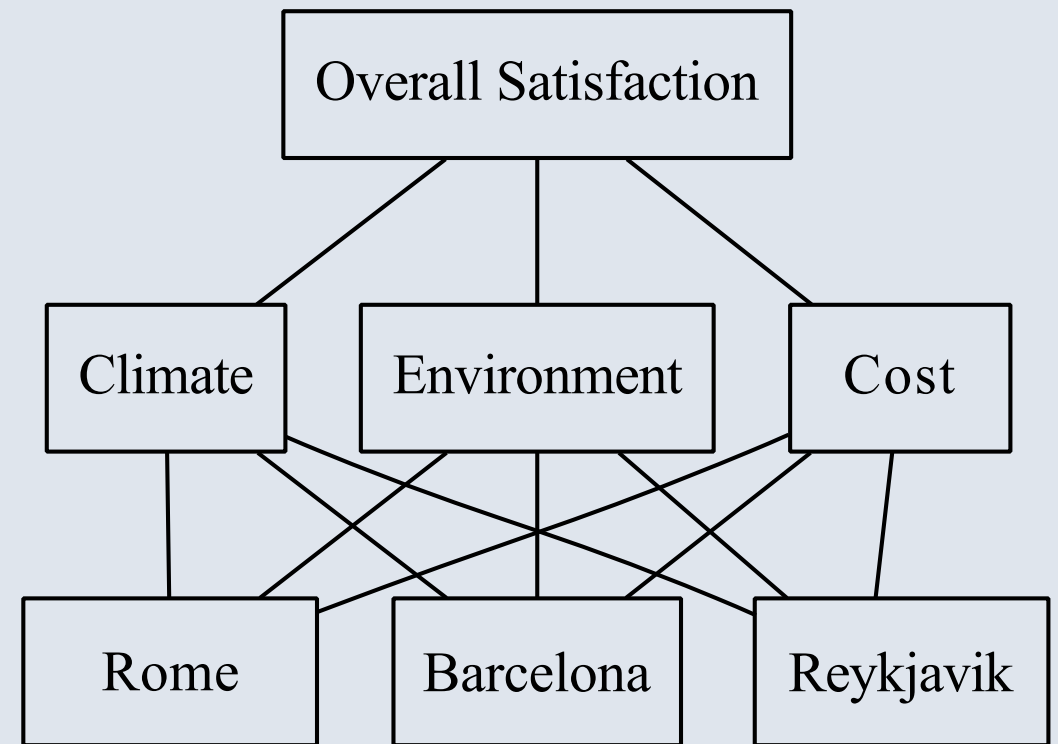 Overall Satisfaction
Climate
Environment
Cost
Rome
Barcelona
Reykjavik